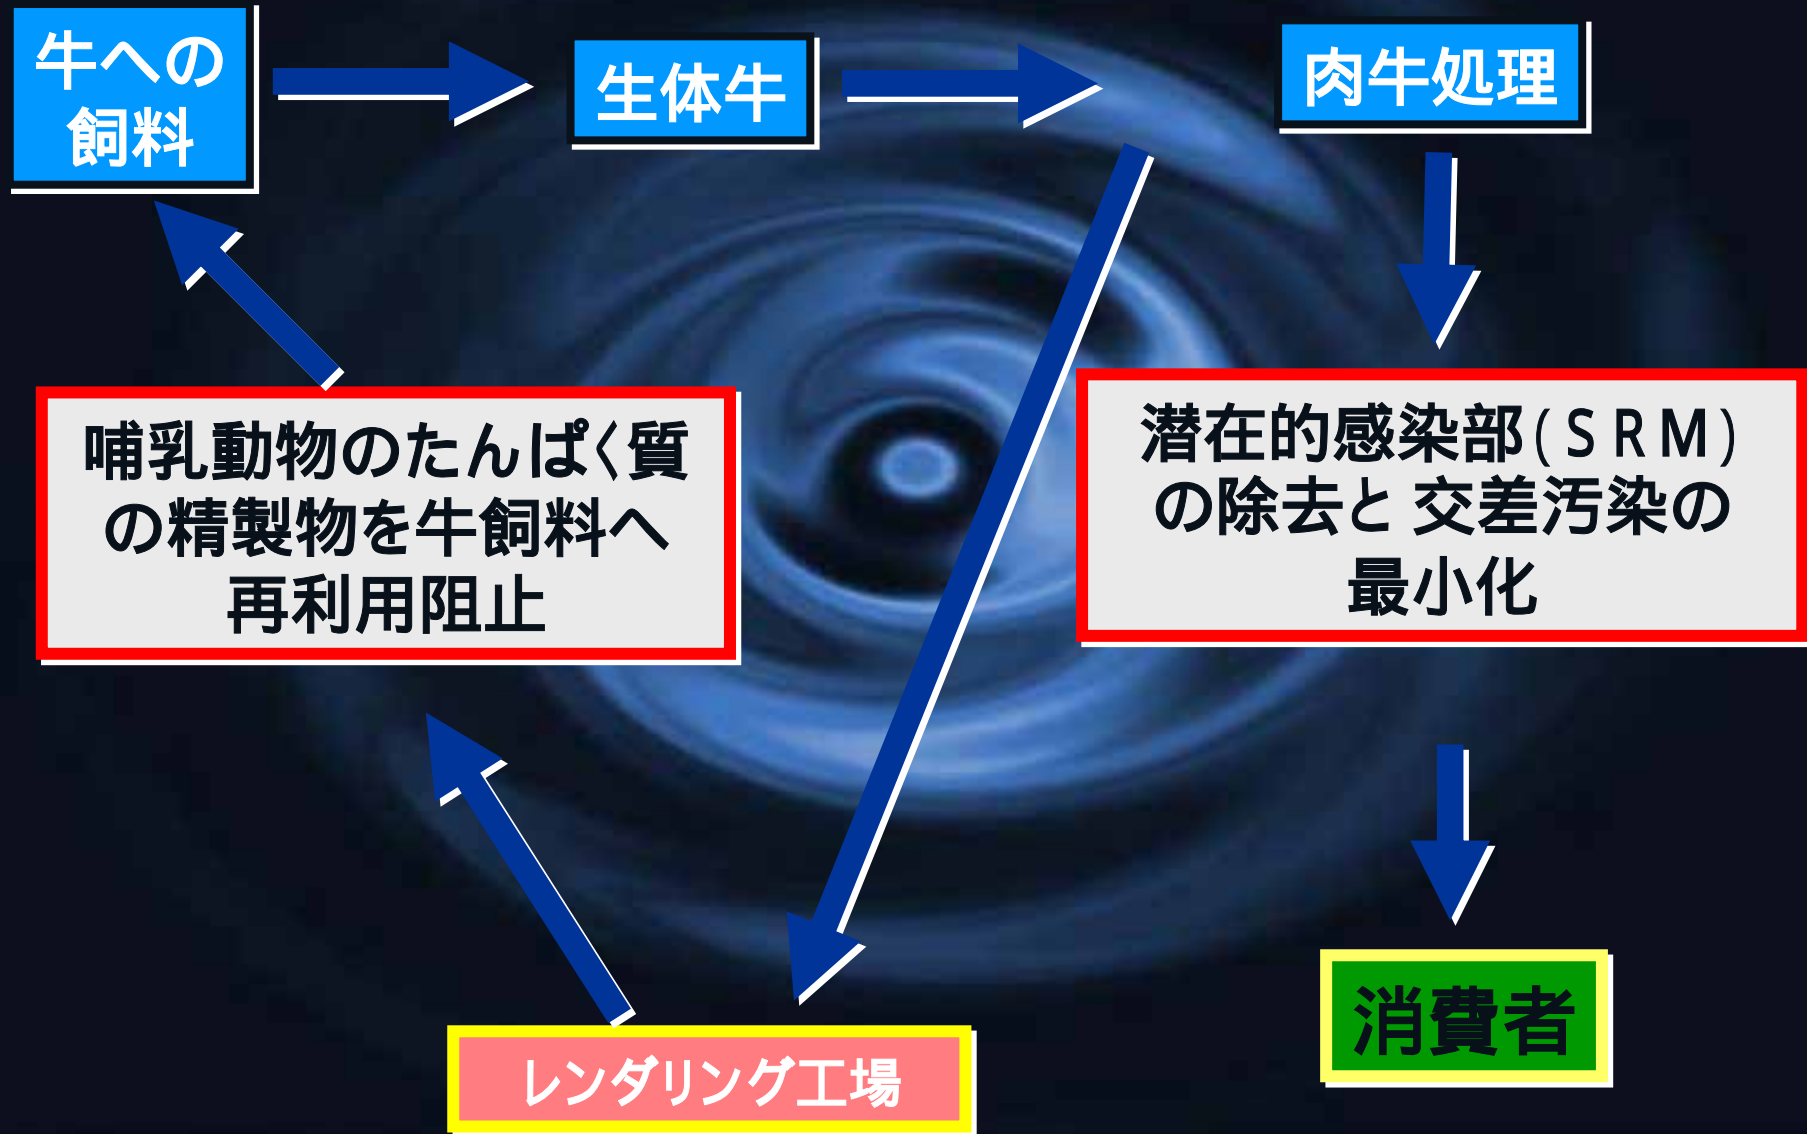 牛への
飼料
生体牛
肉牛処理
哺乳動物のたんぱく質
の精製物を牛飼料へ
再利用阻止
潜在的感染部(SRM)
の除去と 交差汚染の
最小化
レンダリング工場
消費者